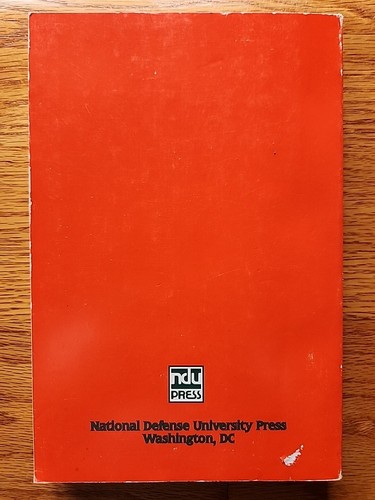 ndu
PRESS
National Defense University Press
Washington, DC